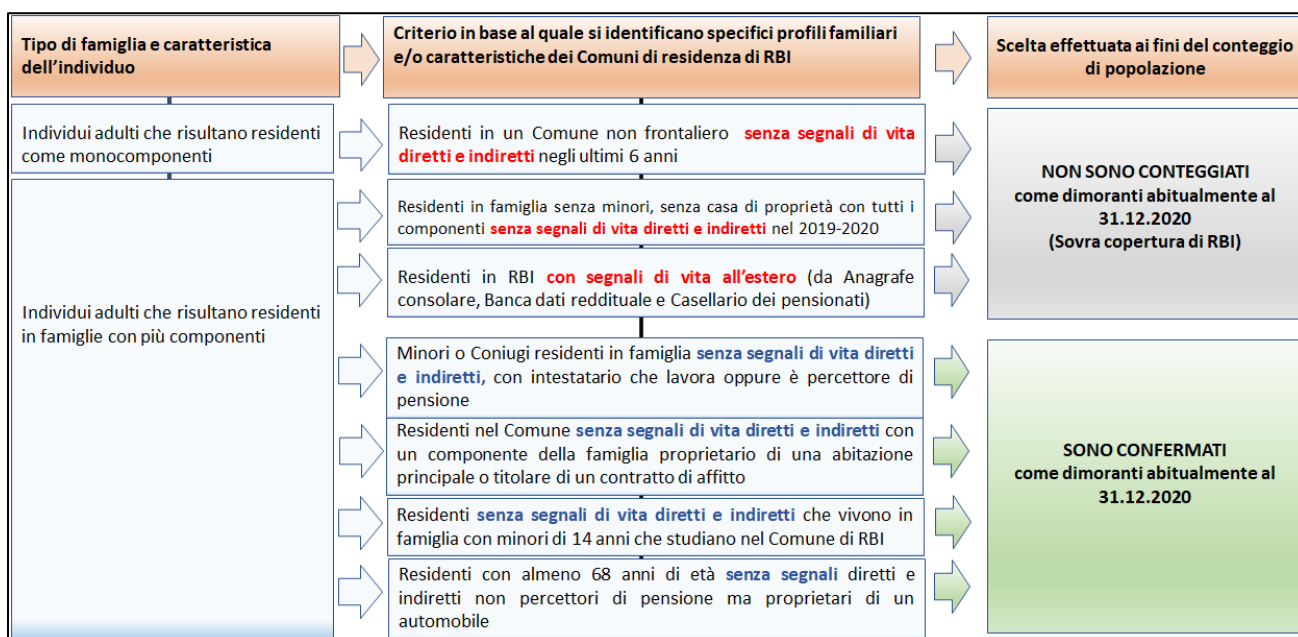 Tipo di famiglia e caratteristica
dell'individuo
Criterio in base al quale si identificano specifici profili familiari
e/o caratteristiche dei Comuni di residenza di RBI
Scelta effettuata ai fini del conteggio
di popolazione
Individui adulti che risultano residenti
come monocomponenti
Residenti in un Comune non frontaliero senza segnali di vita
diretti e indiretti negli ultimi 6 anni
NON SONO CONTEGGIATI
come dimoranti abitualmente al
31.12.2020
(Sovra copertura di RBI)
Individui adulti che risultano residenti
in famiglie con più componenti
Residenti in famiglia senza minori, senza casa di proprietà con tutti i
componenti senza segnali di vita diretti e indiretti nel 2019-2020
Residenti in RBI con segnali di vita all'estero (da Anagrafe
consolare, Banca dati reddituale e Casellario dei pensionati)
Minori o Coniugi residenti in famiglia senza segnali di vita diretti
e indiretti, con intestatario che lavora oppure è percettore di
pensione
Residenti nel Comune senza segnali di vita diretti e indiretti con
un componente della famiglia proprietario di una abitazione
principale o titolare di un contratto di affitto
Residenti senza segnali di vita diretti e indiretti che vivono in
famiglia con minori di 14 anni che studiano nel Comune di RBI
Residenti con almeno 68 anni di età senza segnali diretti e
indiretti non percettori di pensione ma proprietari di un
automobile
SONO CONFERMATI
come dimoranti abitualmente al
31.12.2020